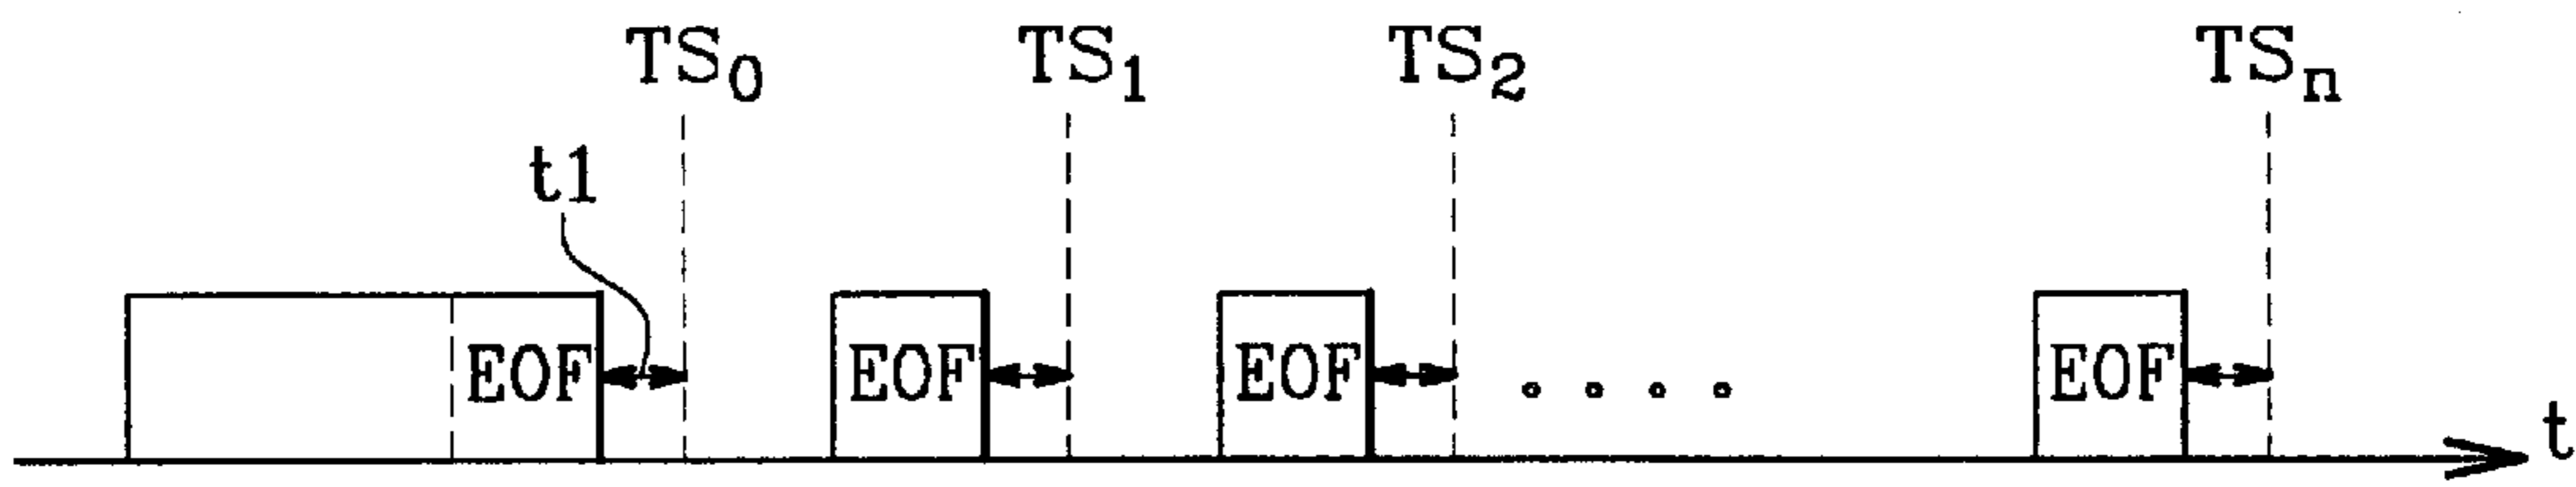 TS₀ TS₁ TS₂ TSₙ
t1
EOF EOF EOF EOF
t